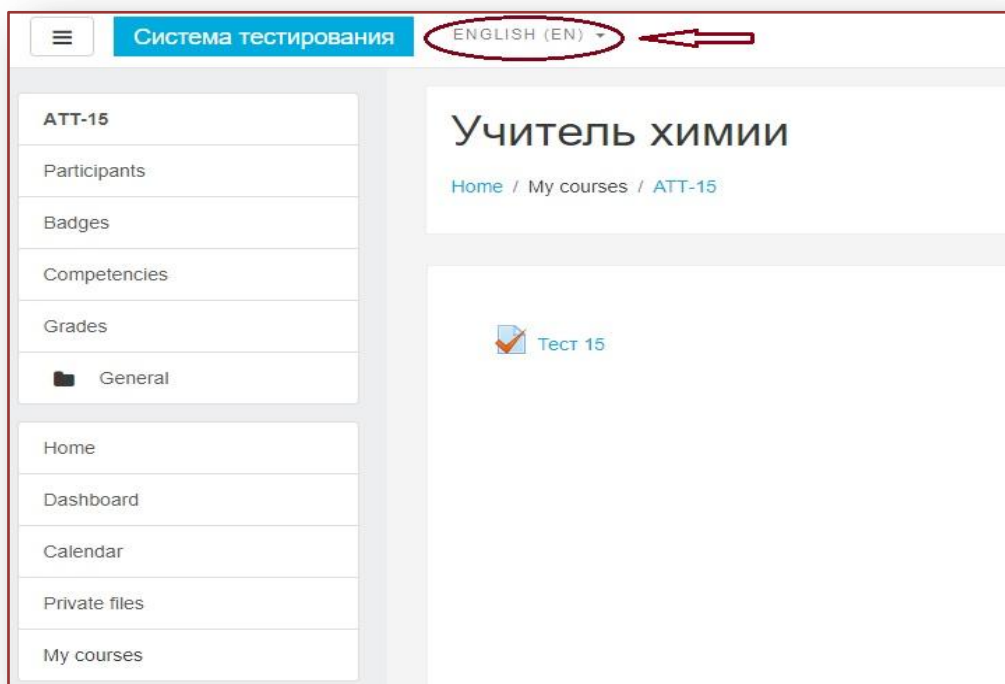 Система тестирования ENGLISH (EN)
ATT-15
Participants
Badges
Competencies
Grades
General
Home
Dashboard
Calendar
Private files
My courses
Учитель химии
Home / My courses / ATT-15
Тест 15